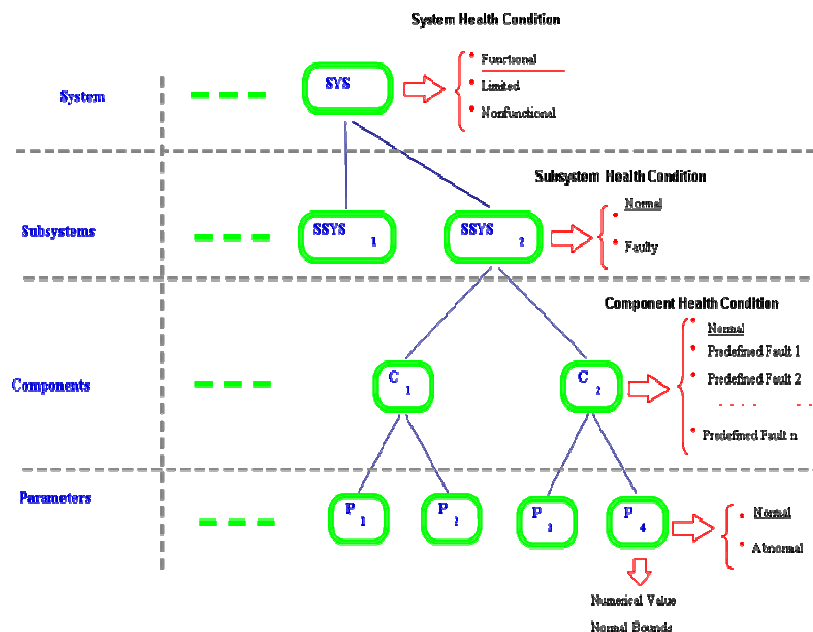 System Health Condition
System
SYS
• Functional
• Limited
• Nonfunctional
Subsystem Health Condition
Subsystems
SSYS 1
SSYS 2
• Normal
• Faulty
Component Health Condition
Components
C 1
C 2
• Normal
• Predefined Fault 1
• Predefined Fault 2
• Predefined Fault n
Parameters
P 1
P 2
P 3
P 4
• Normal
• Abnormal
Numerical Value
Normal Bounds